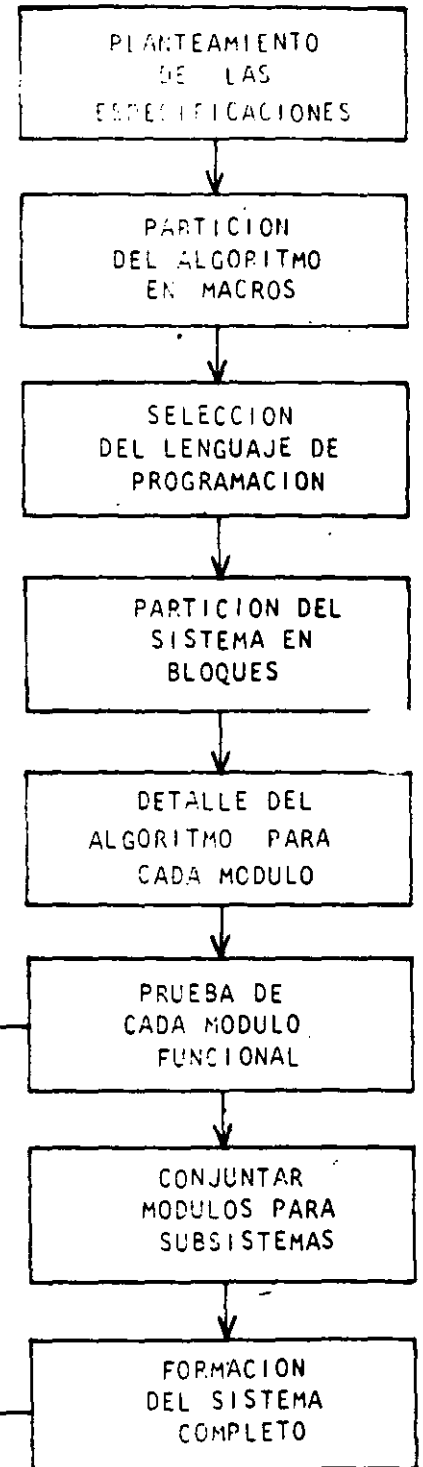 PLANTEAMIENTO
DE LAS
ESPECIFICACIONES
PARTICION
DEL ALGORITMO
EN MACROS
SELECCION
DEL LENGUAJE DE
PROGRAMACION
PARTICION DEL
SISTEMA EN
BLOQUES
DETALLE DEL
ALGORITMO PARA
CADA MODULO
PRUEBA DE
CADA MODULO
FUNCIONAL
CONJUNTAR
MODULOS PARA
SUBSISTEMAS
FORMACION
DEL SISTEMA
COMPLETO